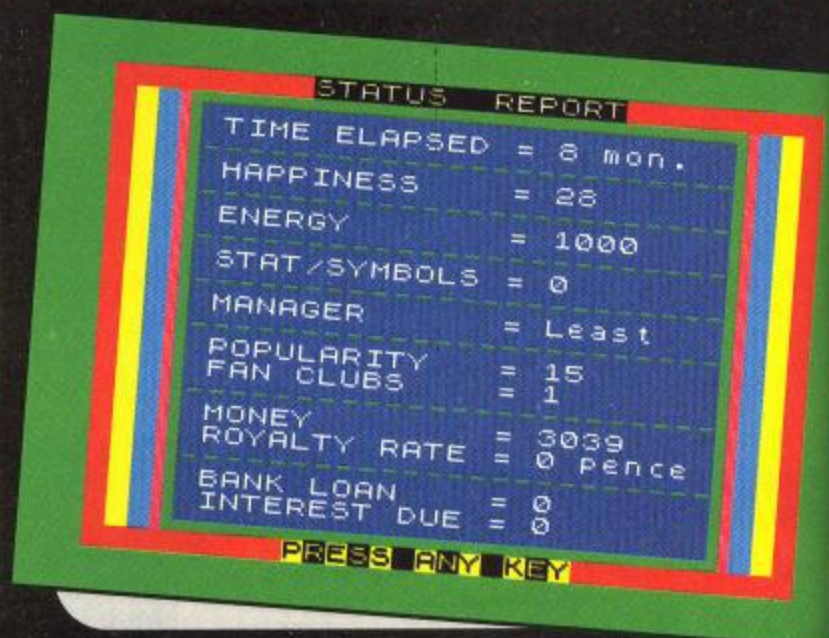 STATUS REPORT
TIME ELAPSED = 8 mon.
HAPPINESS = 28
ENERGY = 1000
STAT/SYMBOLS = 0
MANAGER = Least
POPULARITY = 15
FAN CLUBS = 1
MONEY = 3039
ROYALTY RATE = 0 pence
BANK LOAN = 0
INTEREST DUE = 0
PRESS ANY KEY